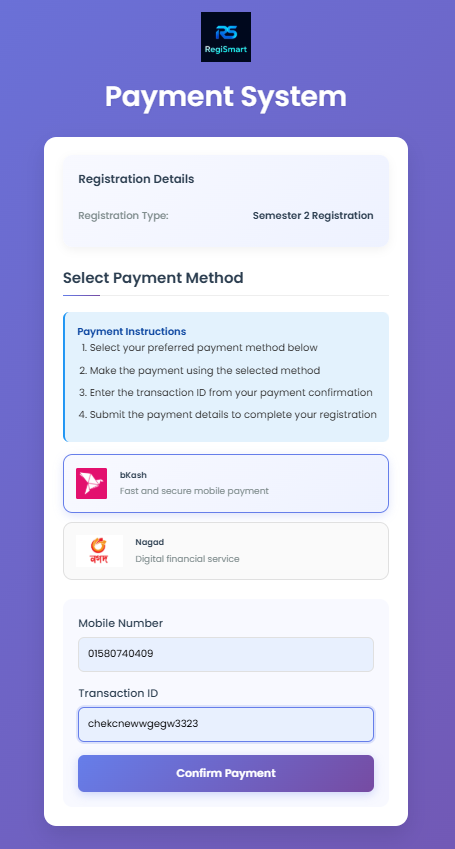 RS
RegiSmart
Payment System
Registration Details
Registration Type: Semester 2 Registration
Select Payment Method
Payment Instructions
1. Select your preferred payment method below
2. Make the payment using the selected method
3. Enter the transaction ID from your payment confirmation
4. Submit the payment details to complete your registration
bKash
Fast and secure mobile payment
নগদ
Nagad
Digital financial service
Mobile Number
01580740409
Transaction ID
chekcnewwgegw3323
Confirm Payment